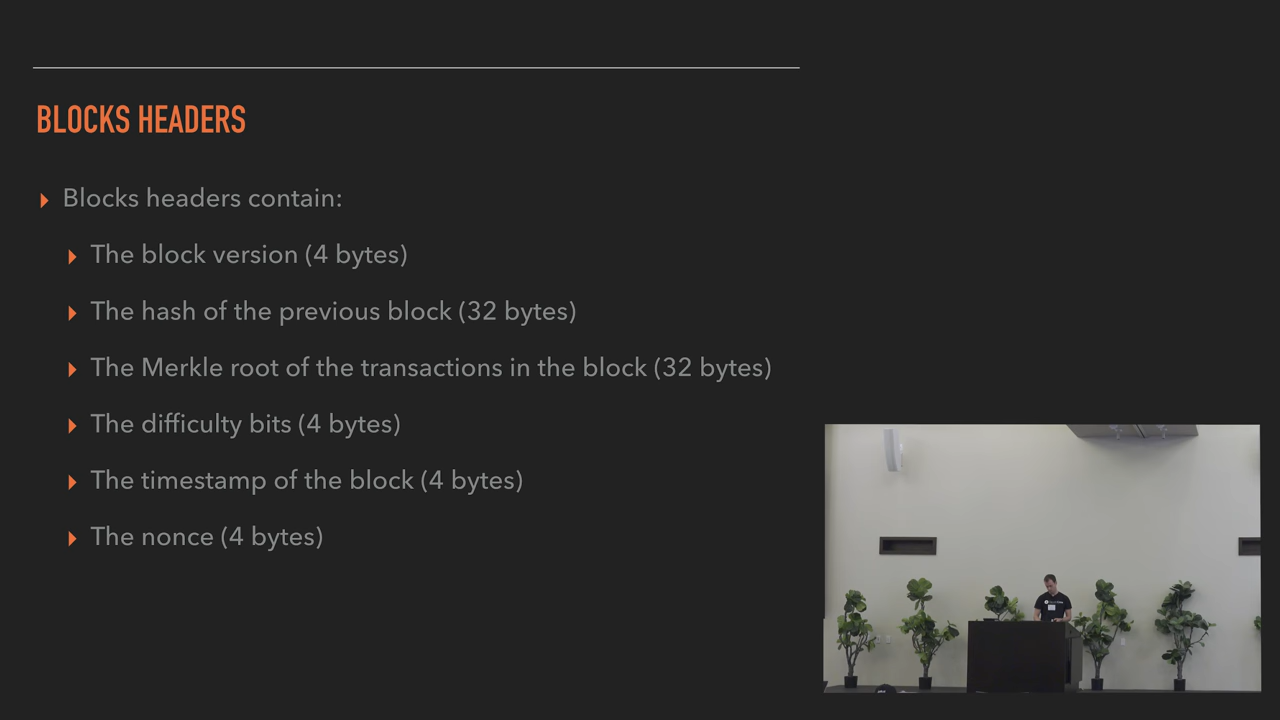 BLOCKS HEADERS
Blocks headers contain:
The block version (4 bytes)
The hash of the previous block (32 bytes)
The Merkle root of the transactions in the block (32 bytes)
The difficulty bits (4 bytes)
The timestamp of the block (4 bytes)
The nonce (4 bytes)